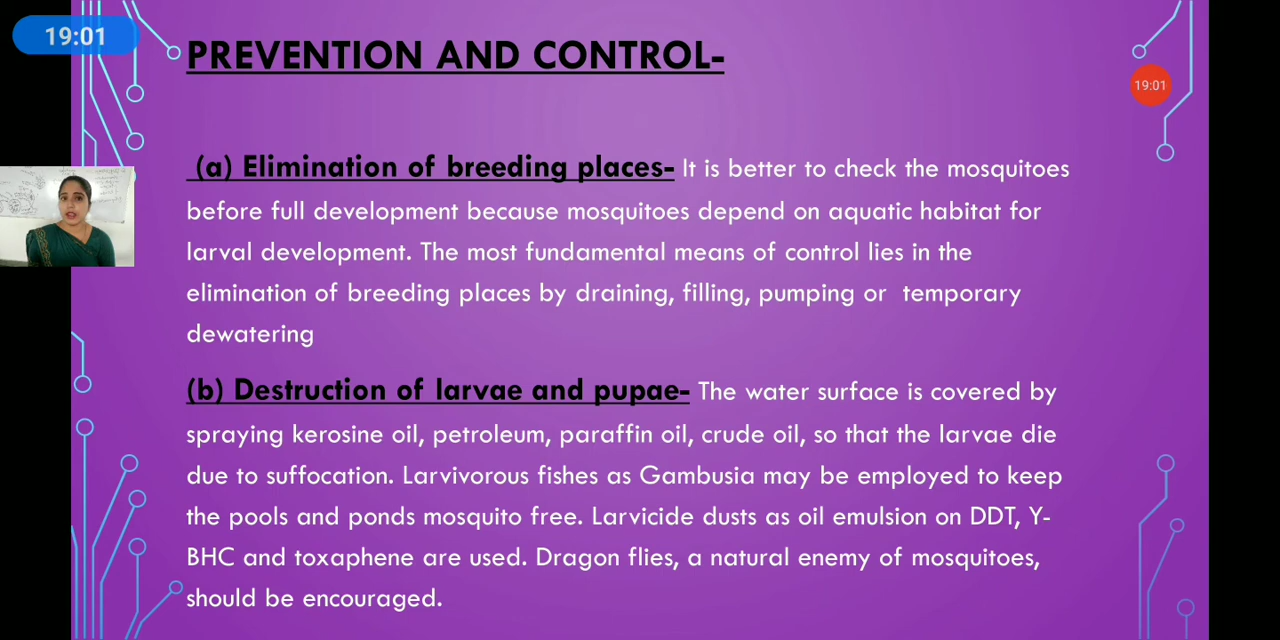 19:01
PREVENTION AND CONTROL-
19:01
(a) Elimination of breeding places- It is better to check the mosquitoes
before full development because mosquitoes depend on aquatic habitat for
larval development. The most fundamental means of control lies in the
elimination of breeding places by draining, filling, pumping or temporary
dewatering
(b) Destruction of larvae and pupae- The water surface is covered by
spraying kerosine oil, petroleum, paraffin oil, crude oil, so that the larvae die
due to suffocation. Larvivorous fishes as Gambusia may be employed to keep
the pools and ponds mosquito free. Larvicide dusts as oil emulsion on DDT, Y-
BHC and toxaphene are used. Dragon flies, a natural enemy of mosquitoes,
should be encouraged.